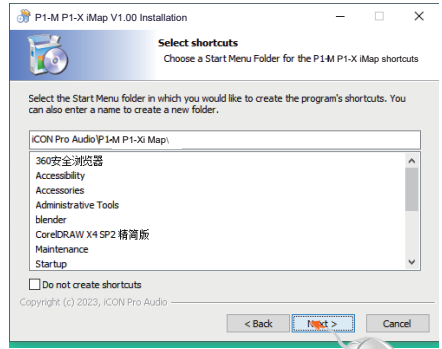 P1-M P1-X iMap V1.00 Installation
Select shortcuts
Choose a Start Menu Folder for the P1-M P1-X iMap shortcuts
Select the Start Menu folder in which you would like to create the program's shortcuts. You
can also enter a name to create a new folder.
iCON Pro Audio\P1-M P1-Xi Map\
360安全浏览器
Accessibility
Accessories
Administrative Tools
blender
CorelDRAW X4 SP2 精简版
Maintenance
Startup
Do not create shortcuts
Copyright (c) 2023, iCON Pro Audio
< Back Next > Cancel